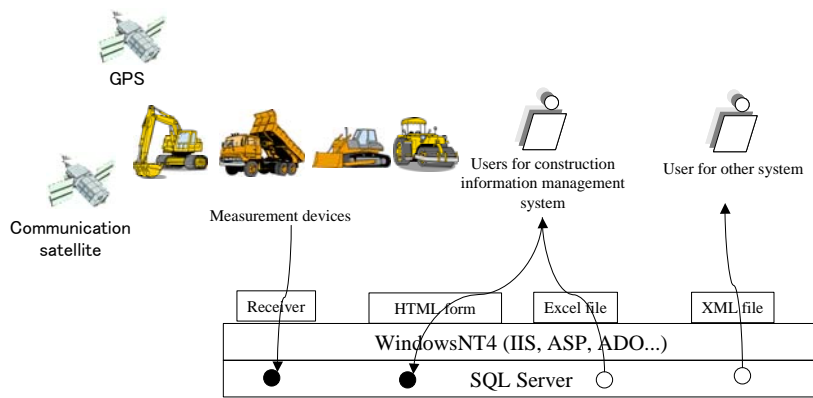 GPS
Communication
satellite
Measurement devices
Users for construction
information management
system
User for other system
Receiver
HTML form
Excel file
XML file
WindowsNT4 (IIS, ASP, ADO...)
SQL Server